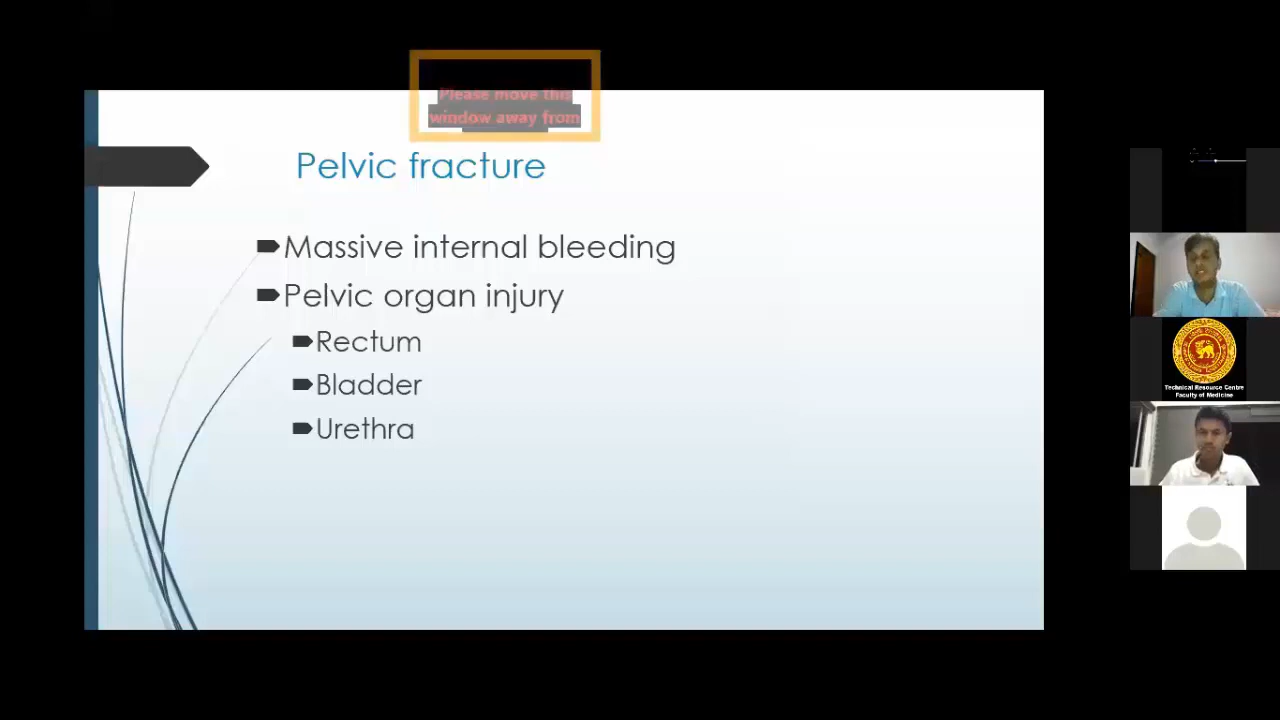 Please move this
window away from
Pelvic fracture
Massive internal bleeding
Pelvic organ injury
Rectum
Bladder
Urethra
Technical Resource Centre
Faculty of Medicine